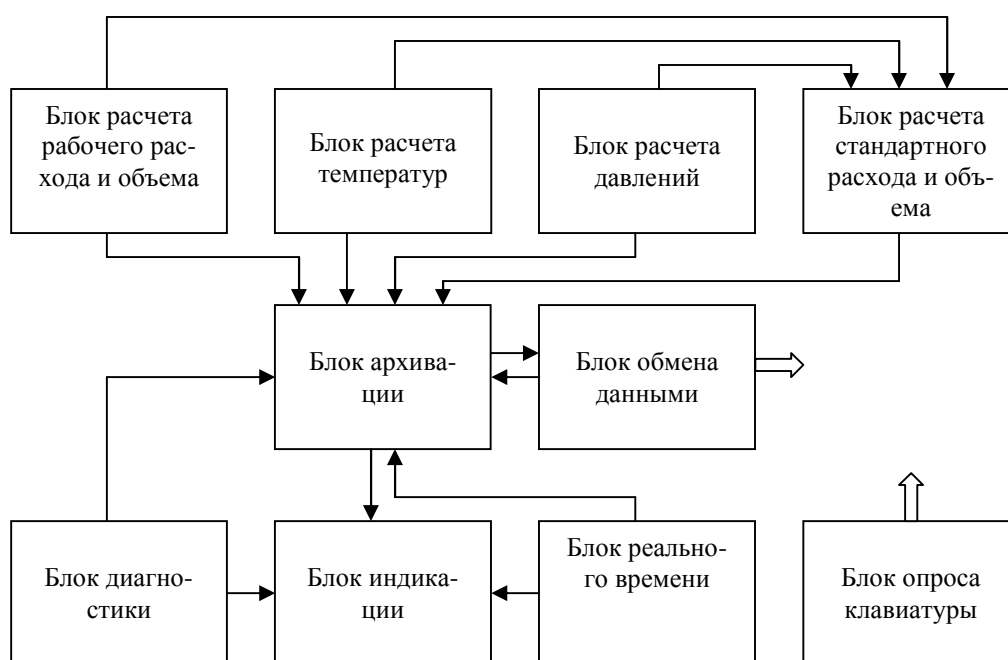 Блок расчета
рабочего рас-
хода и объема
Блок расчета
температур
Блок расчета
давлений
Блок расчета
стандартного
расхода и объ-
ема
Блок архива-
ции
Блок обмена
данными
Блок диагно-
стики
Блок индика-
ции
Блок реально-
го времени
Блок опроса
клавиатуры